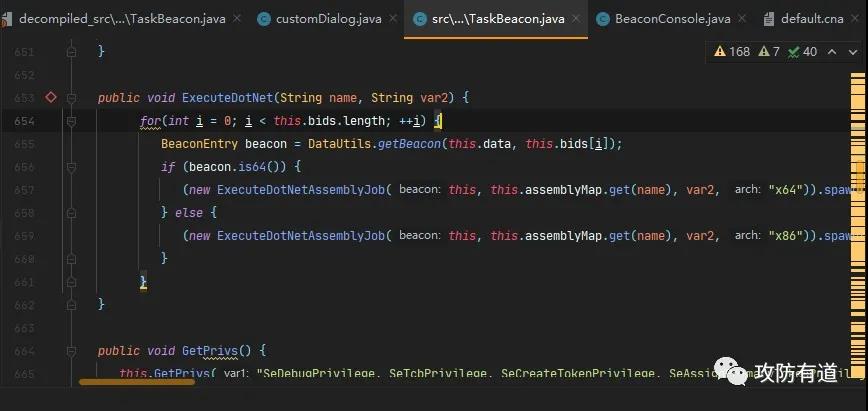 decompiled_src\...\TaskBeacon.java × customDialog.java × src\...\TaskBeacon.java × BeaconConsole.java × default.cna ×
168 7 40
651 }
652
653 public void ExecuteDotNet(String name, String var2) {
654 for(int i = 0; i < this.bids.length; ++i) {
655 BeaconEntry beacon = DataUtils.getBeacon(this.data, this.bids[i]);
656 if (beacon.is64()) {
657 (new ExecuteDotNetAssemblyJob( beacon: this, this.assemblyMap.get(name), var2, arch: "x64")).spaw
658 } else {
659 (new ExecuteDotNetAssemblyJob( beacon: this, this.assemblyMap.get(name), var2, arch: "x86")).spaw
660 }
661 }
662 }
663
664 public void GetPrivs() {
665 this.GetPrivs( var1: "SeDebugPrivilege, SeTcbPrivilege, SeCreateTokenPrivilege,
攻防有道